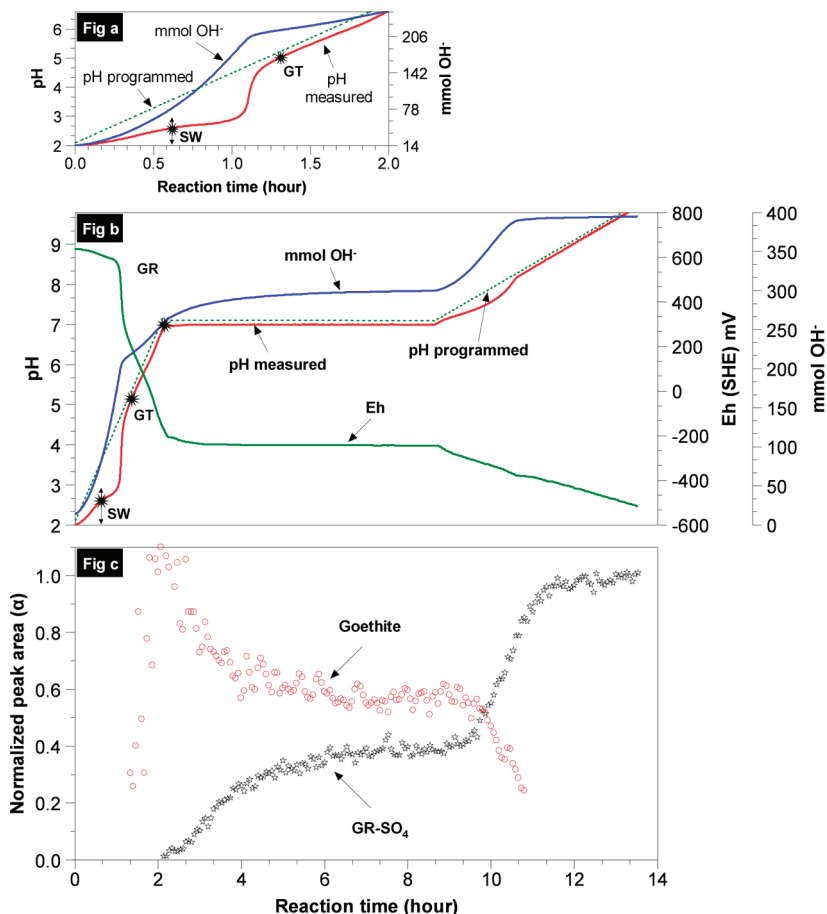 Fig a
mmol OH-
pH programmed
GT
pH
measured
SW
pH
6
5
4
3
2
206
142
78
14
mmol OH-
0.0 0.5 1.0 1.5 2.0
Reaction time (hour)
Fig b
GR
mmol OH-
pH measured
pH programmed
GT
Eh
SW
pH
9
8
7
6
5
4
3
2
800
600
400
200
0
-200
-400
-600
Eh (SHE) mV
400
350
300
250
200
150
100
50
0
mmol OH-
Fig c
Goethite
GR-SO4
Normalized peak area (α)
1.0
0.8
0.6
0.4
0.2
0.0
0 2 4 6 8 10 12 14
Reaction time (hour)